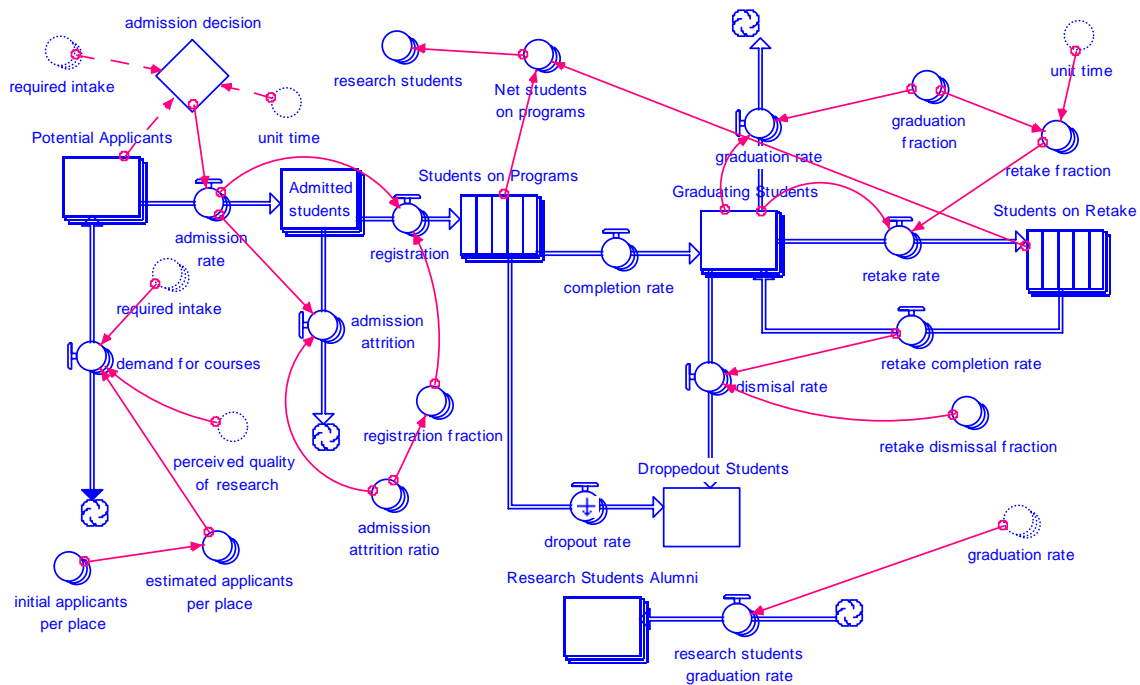 admission decision
required intake
unit time
Potential Applicants
research students
Net students
on programs
unit time
graduation
fraction
graduation rate
retake fraction
Admitted
students
Students on Programs
Graduating Students
Students on Retake
admission
rate
registration
completion rate
retake rate
required intake
admission
attrition
demand for courses
retake completion rate
dismisal rate
registration fraction
retake dismissal fraction
perceived quality
of research
Droppedout Students
admission
attrition ratio
dropout rate
graduation rate
estimated applicants
per place
initial applicants
per place
Research Students Alumni
research students
graduation rate